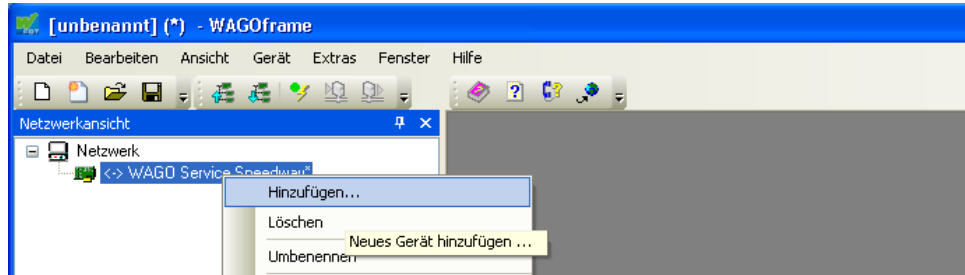 [unbenannt] (*) - WAGOframe
Datei Bearbeiten Ansicht Gerät Extras Fenster Hilfe
Netzwerkansicht
Netzwerk
<-> WAGO Service Speedway*
Hinzufügen...
Löschen
Neues Gerät hinzufügen ...
Umbenennen